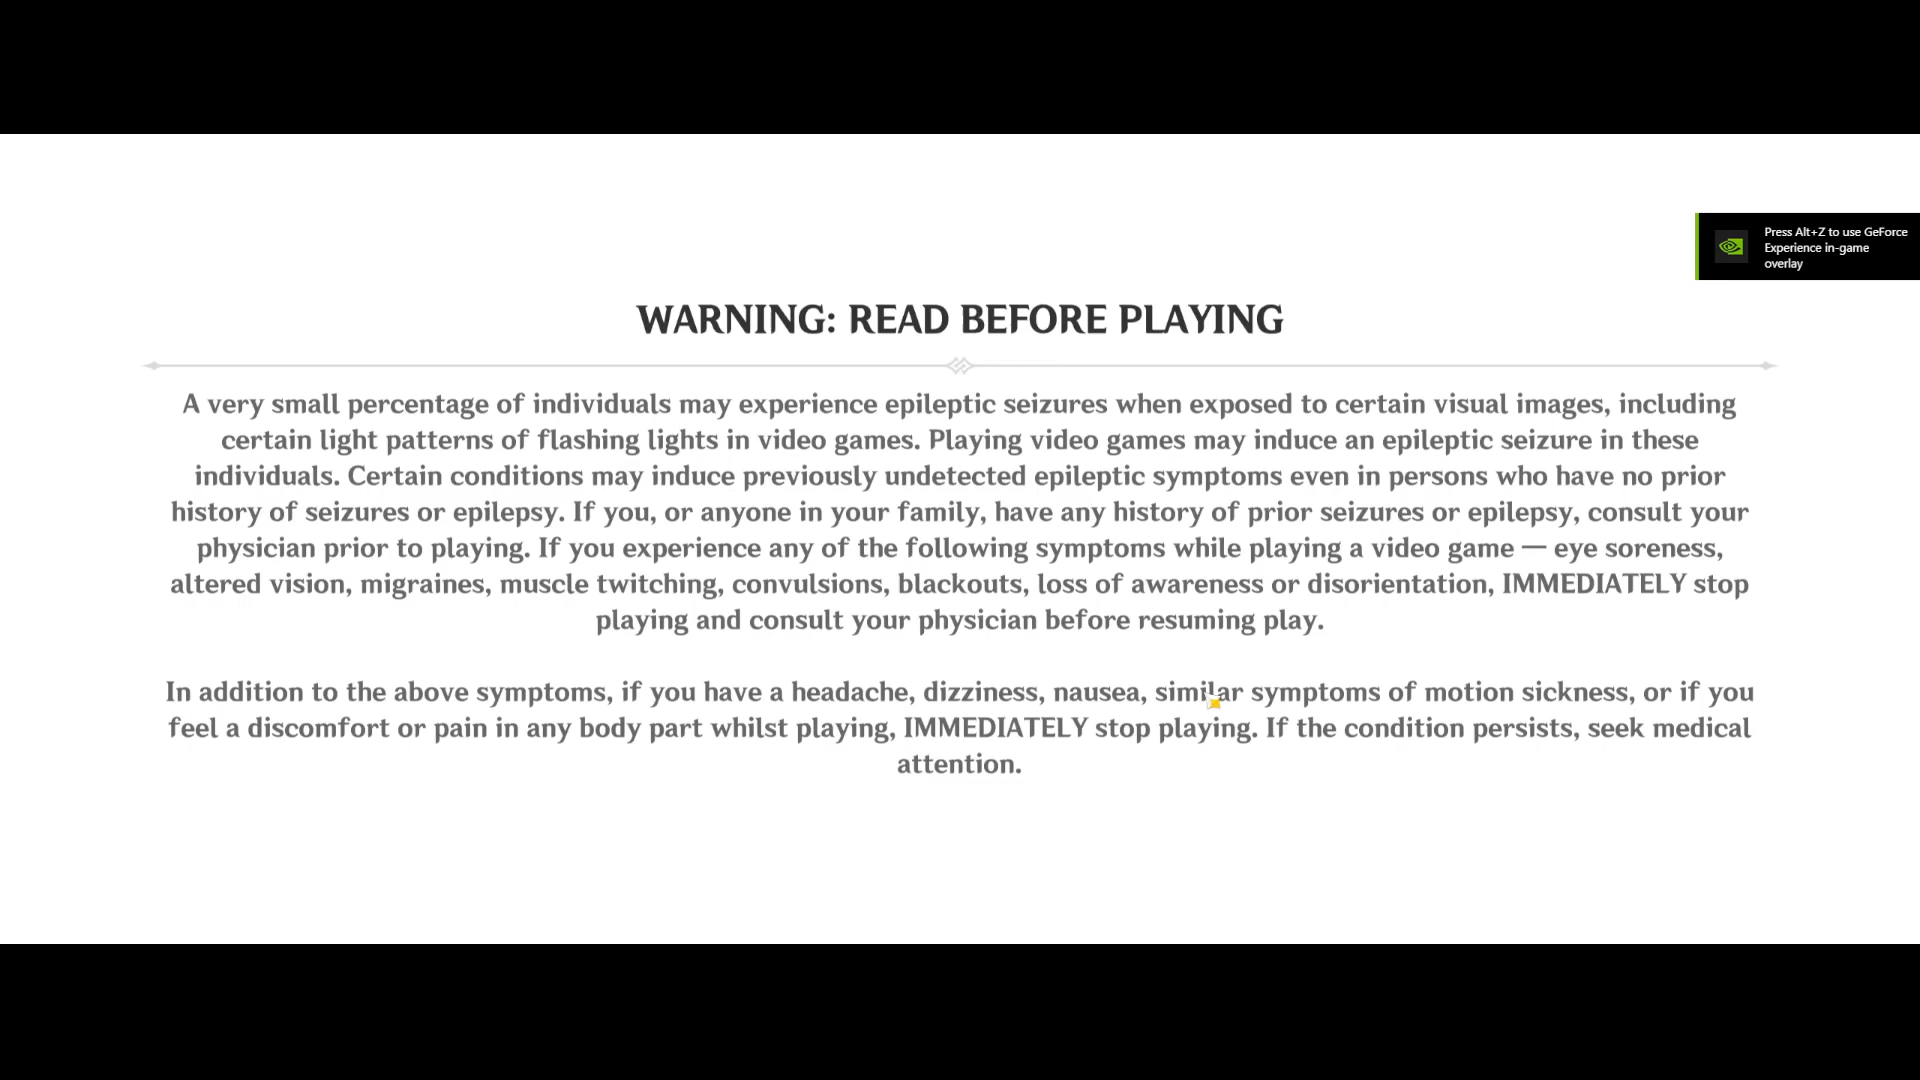 Press Alt+Z to use GeForce
Experience in-game
overlay
WARNING: READ BEFORE PLAYING
A very small percentage of individuals may experience epileptic seizures when exposed to certain visual images, including
certain light patterns of flashing lights in video games. Playing video games may induce an epileptic seizure in these
individuals. Certain conditions may induce previously undetected epileptic symptoms even in persons who have no prior
history of seizures or epilepsy. If you, or anyone in your family, have any history of prior seizures or epilepsy, consult your
physician prior to playing. If you experience any of the following symptoms while playing a video game — eye soreness,
altered vision, migraines, muscle twitching, convulsions, blackouts, loss of awareness or disorientation, IMMEDIATELY stop
playing and consult your physician before resuming play.
In addition to the above symptoms, if you have a headache, dizziness, nausea, similar symptoms of motion sickness, or if you
feel a discomfort or pain in any body part whilst playing, IMMEDIATELY stop playing. If the condition persists, seek medical
attention.